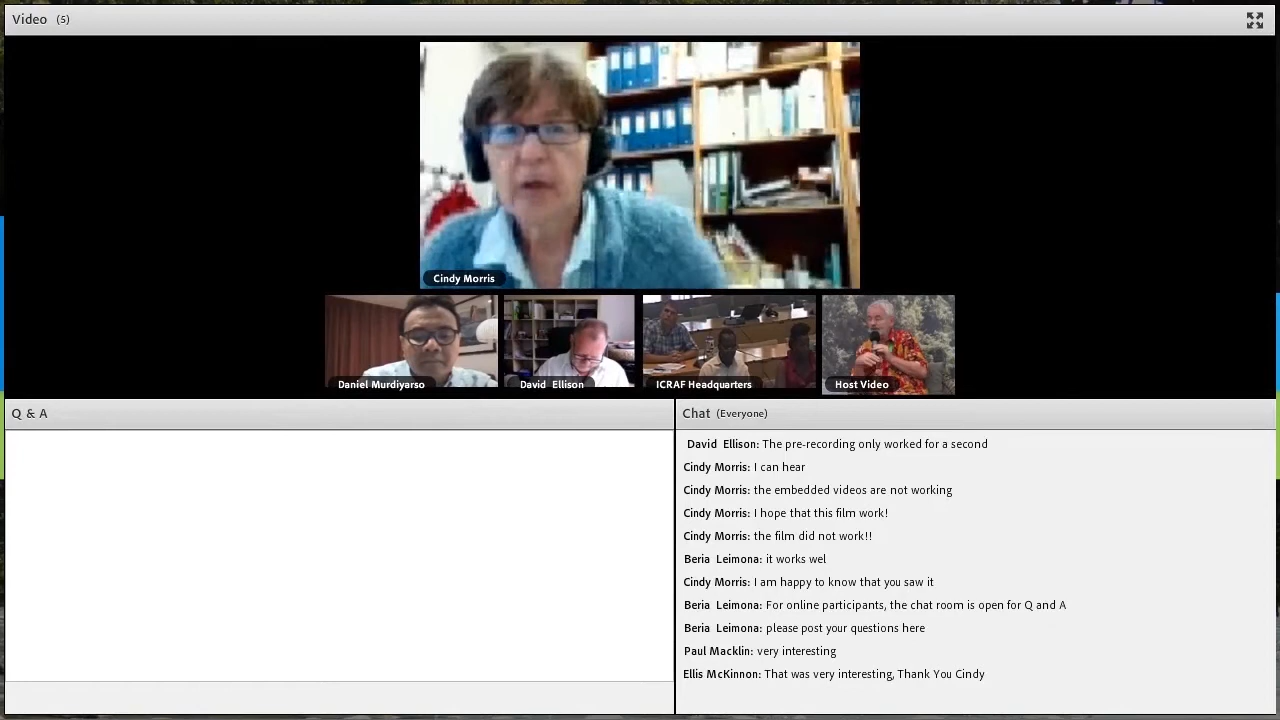 Video (5)
Cindy Morris
Daniel Murdiyarso
David Ellison
ICRAF Headquarters
Host Video
Q & A
Chat (Everyone)
David Ellison: The pre-recording only worked for a second
Cindy Morris: I can hear
Cindy Morris: the embedded videos are not working
Cindy Morris: I hope that this film work!
Cindy Morris: the film did not work!!
Beria Leimona: it works wel
Cindy Morris: I am happy to know that you saw it
Beria Leimona: For online participants, the chat room is open for Q and A
Beria Leimona: please post your questions here
Paul Macklin: very interesting
Ellis McKinnon: That was very interesting, Thank You Cindy